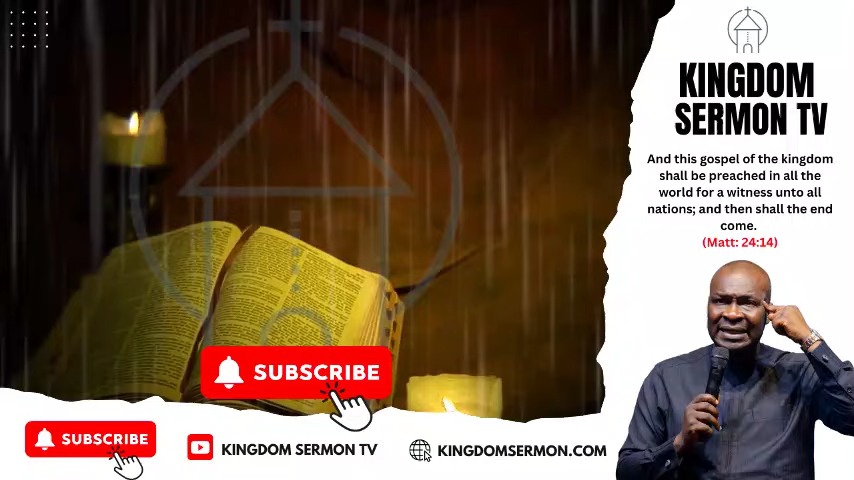 KINGDOM
SERMON TV
And this gospel of the kingdom
shall be preached in all the
world for a witness unto all
nations; and then shall the end
come.
(Matt: 24:14)
SUBSCRIBE
SUBSCRIBE
KINGDOM SERMON TV
KINGDOMSERMON.COM